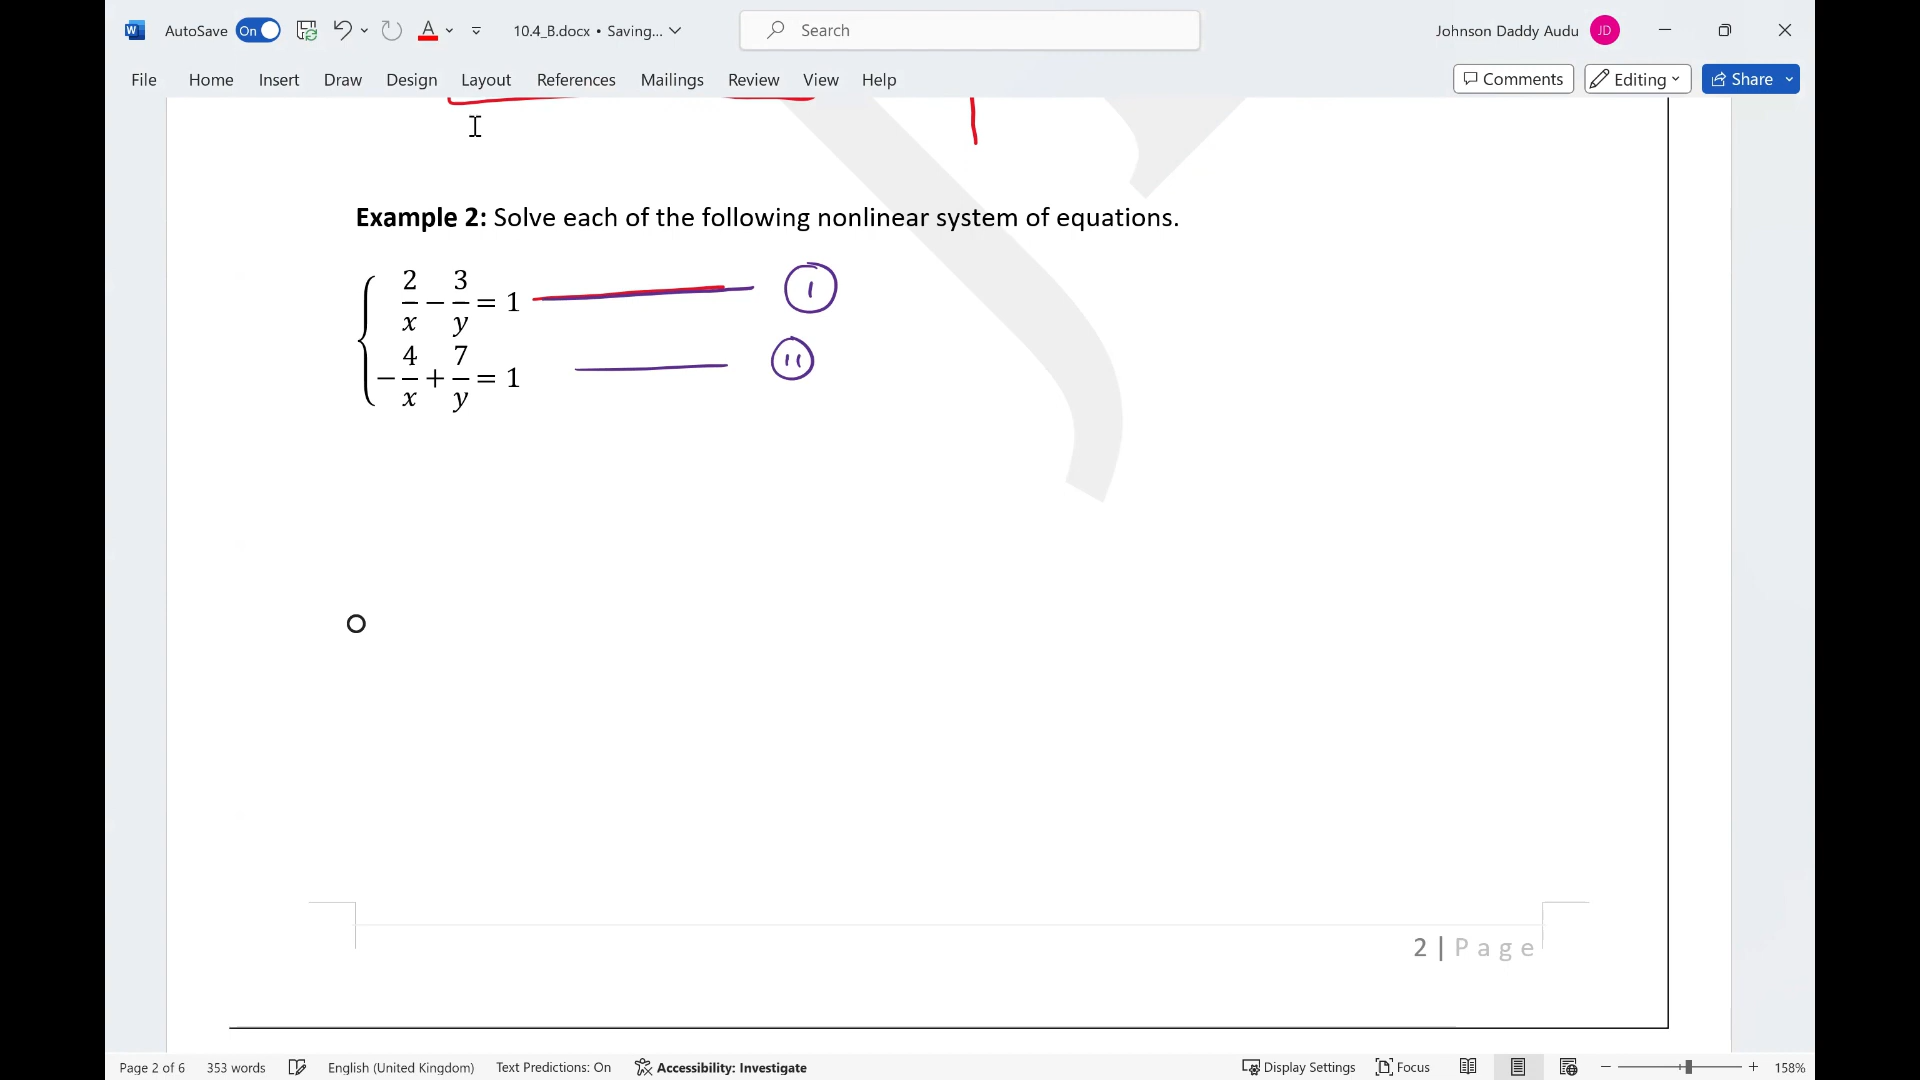 AutoSave On 10.4_B.docx • Saving... Search Johnson Daddy Audu JD
File Home Insert Draw Design Layout References Mailings Review View Help Comments Editing Share
Example 2: Solve each of the following nonlinear system of equations.
2/x − 3/y = 1 I
−4/x + 7/y = 1 II
2 | Page
Page 2 of 6 353 words English (United Kingdom) Text Predictions: On Accessibility: Investigate Display Settings Focus 158%